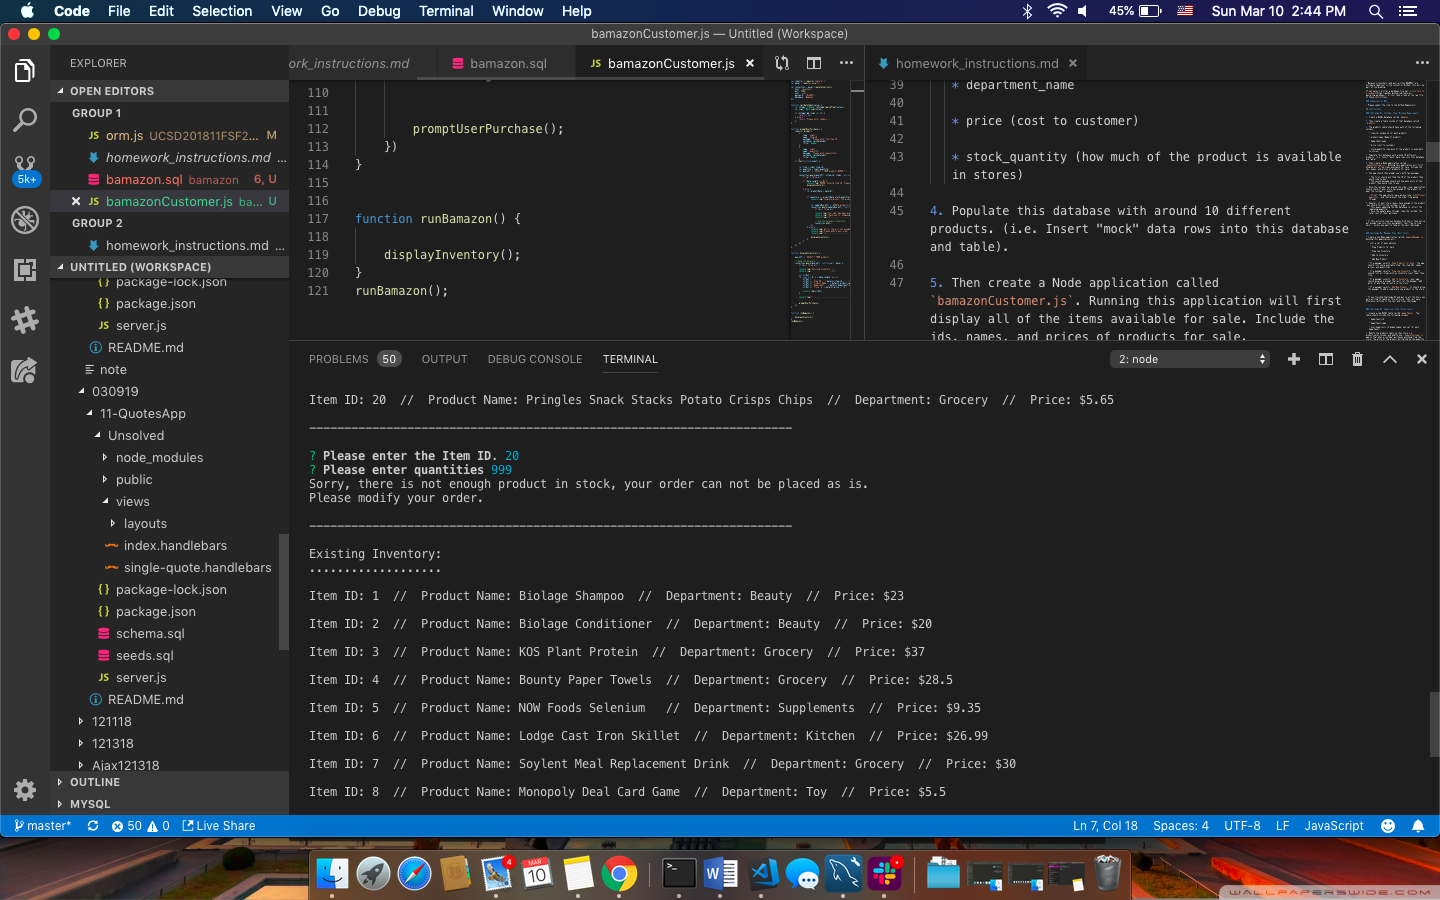 Code File Edit Selection View Go Debug Terminal Window Help 45% Sun Mar 10 2:44 PM
bamazonCustomer.js — Untitled (Workspace)
EXPLORER
OPEN EDITORS
GROUP 1
JS orm.js UCSD201811FSF2... M
homework_instructions.md ...
bamazon.sql bamazon 6, U
bamazonCustomer.js ba... U
GROUP 2
homework_instructions.md ...
UNTITLED (WORKSPACE)
package-lock.json
package.json
JS server.js
README.md
note
030919
11-QuotesApp
Unsolved
node_modules
public
views
layouts
index.handlebars
single-quote.handlebars
package-lock.json
package.json
schema.sql
seeds.sql
JS server.js
README.md
121118
121318
Ajax121318
OUTLINE
MYSQL
5k+
ork_instructions.md bamazon.sql JS bamazonCustomer.js
110
111
112 promptUserPurchase();
113 })
114 }
115
116
117 function runBamazon() {
118
119 displayInventory();
120 }
121 runBamazon();
homework_instructions.md
39 * department_name
40
41 * price (cost to customer)
42
43 * stock_quantity (how much of the product is available
in stores)
44
45 4. Populate this database with around 10 different
products. (i.e. Insert "mock" data rows into this database
and table).
46
47 5. Then create a Node application called
`bamazonCustomer.js`. Running this application will first
display all of the items available for sale. Include the
ids, names, and prices of products for sale.
PROBLEMS 50 OUTPUT DEBUG CONSOLE TERMINAL 2: node
Item ID: 20 // Product Name: Pringles Snack Stacks Potato Crisps Chips // Department: Grocery // Price: $5.65
? Please enter the Item ID. 20
? Please enter quantities 999
Sorry, there is not enough product in stock, your order can not be placed as is.
Please modify your order.
Existing Inventory:
...................
Item ID: 1 // Product Name: Biolage Shampoo // Department: Beauty // Price: $23
Item ID: 2 // Product Name: Biolage Conditioner // Department: Beauty // Price: $20
Item ID: 3 // Product Name: KOS Plant Protein // Department: Grocery // Price: $37
Item ID: 4 // Product Name: Bounty Paper Towels // Department: Grocery // Price: $28.5
Item ID: 5 // Product Name: NOW Foods Selenium // Department: Supplements // Price: $9.35
Item ID: 6 // Product Name: Lodge Cast Iron Skillet // Department: Kitchen // Price: $26.99
Item ID: 7 // Product Name: Soylent Meal Replacement Drink // Department: Grocery // Price: $30
Item ID: 8 // Product Name: Monopoly Deal Card Game // Department: Toy // Price: $5.5
master* 50 0 Live Share Ln 7, Col 18 Spaces: 4 UTF-8 LF JavaScript
4
MAR
10
WALLPAPERSWIDE.COM